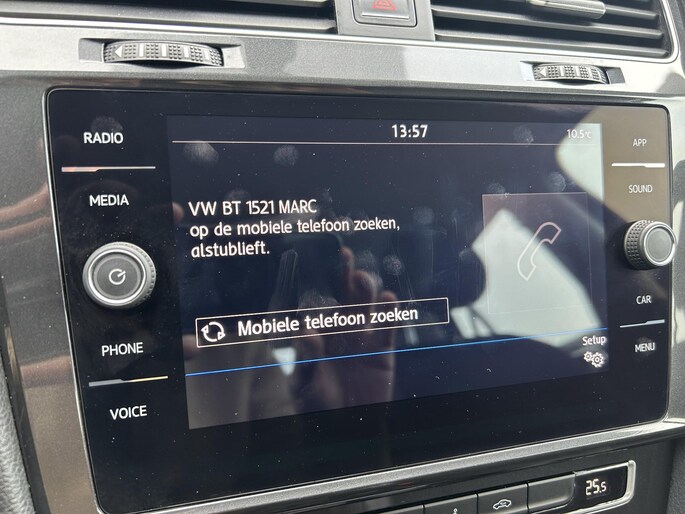 13:57
10.5°C
RADIO
MEDIA
PHONE
VOICE
VW BT 1521 MARC
op de mobiele telefoon zoeken,
alstublieft.
Mobiele telefoon zoeken
Setup
APP
SOUND
CAR
MENU
25.5